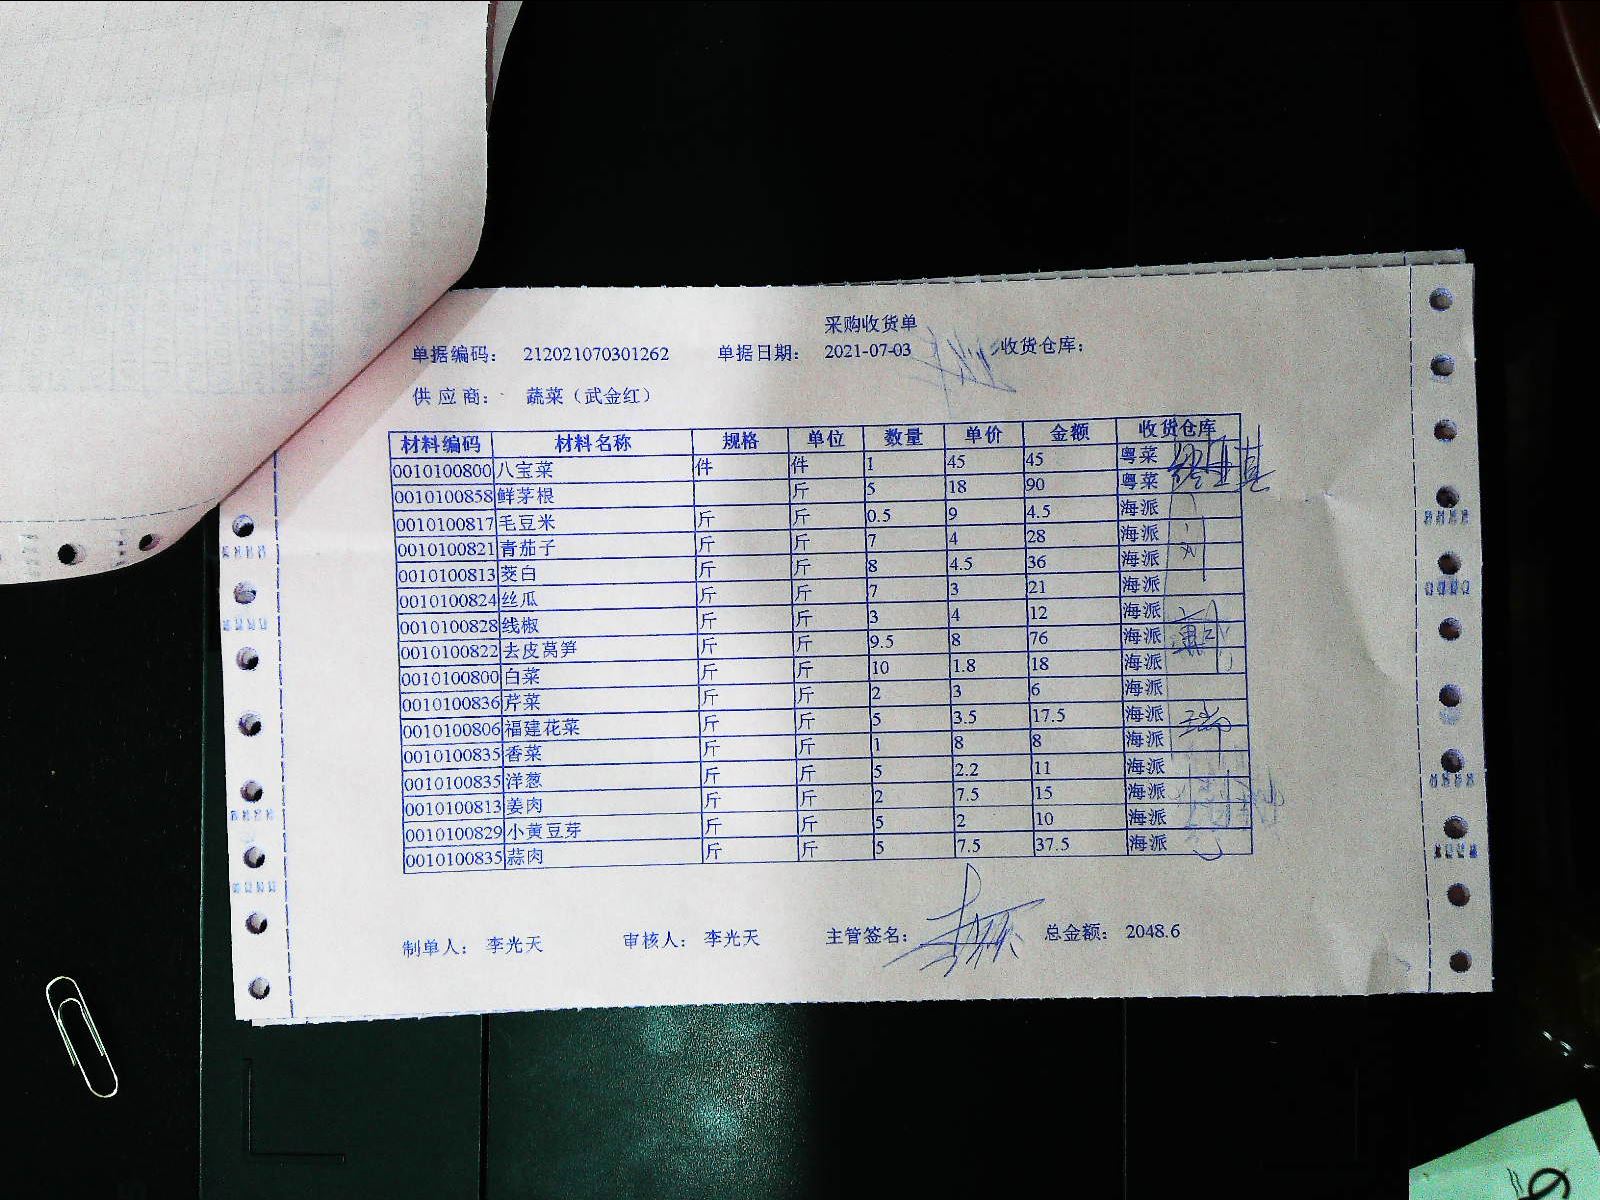 采购收货单
单据编码： 212021070301262 单据日期： 2021-07-03 收货仓库：
供应商： 蔬菜（武金红）
材料编码 材料名称 规格 单位 数量 单价 金额 收货仓库
0010100800 八宝菜 件 件 1 45 45 粤菜
0010100858 鲜茅根 斤 5 18 90 粤菜
0010100817 毛豆米 斤 斤 0.5 9 4.5 海派
0010100821 青茄子 斤 斤 7 4 28 海派
0010100813 茭白 斤 斤 8 4.5 36 海派
0010100824 丝瓜 斤 斤 7 3 21 海派
0010100828 线椒 斤 斤 3 4 12 海派
0010100822 去皮莴笋 斤 斤 9.5 8 76 海派
0010100800 白菜 斤 斤 10 1.8 18 海派
0010100836 芹菜 斤 斤 2 3 6 海派
0010100806 福建花菜 斤 斤 5 3.5 17.5 海派
0010100835 香菜 斤 斤 1 8 8 海派
0010100835 洋葱 斤 斤 5 2.2 11 海派
0010100813 姜肉 斤 斤 2 7.5 15 海派
0010100829 小黄豆芽 斤 斤 5 2 10 海派
0010100835 蒜肉 斤 斤 5 7.5 37.5 海派
制单人： 李光天 审核人： 李光天 主管签名： 总金额： 2048.6